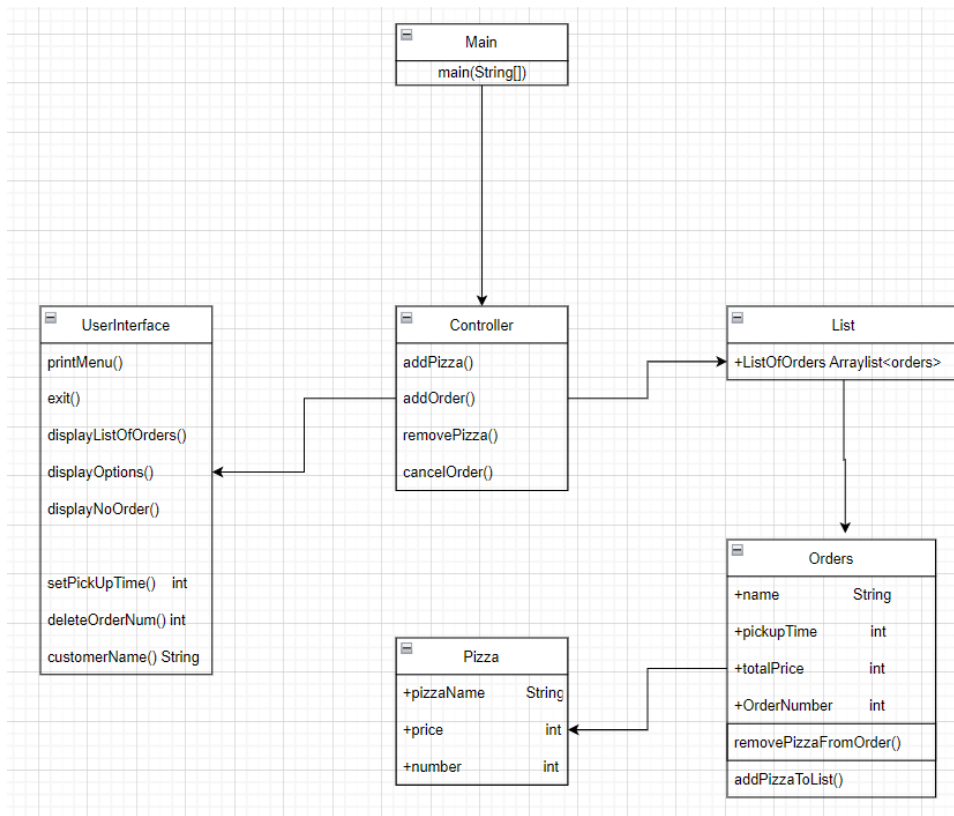 Main
main(String[])
UserInterface
printMenu()
exit()
displayListOfOrders()
displayOptions()
displayNoOrder()
setPickUpTime() int
deleteOrderNum() int
customerName() String
Controller
addPizza()
addOrder()
removePizza()
cancelOrder()
List
+ListOfOrders Arraylist<orders>
Orders
+name String
+pickupTime int
+totalPrice int
+OrderNumber int
removePizzaFromOrder()
addPizzaToList()
Pizza
+pizzaName String
+price int
+number int